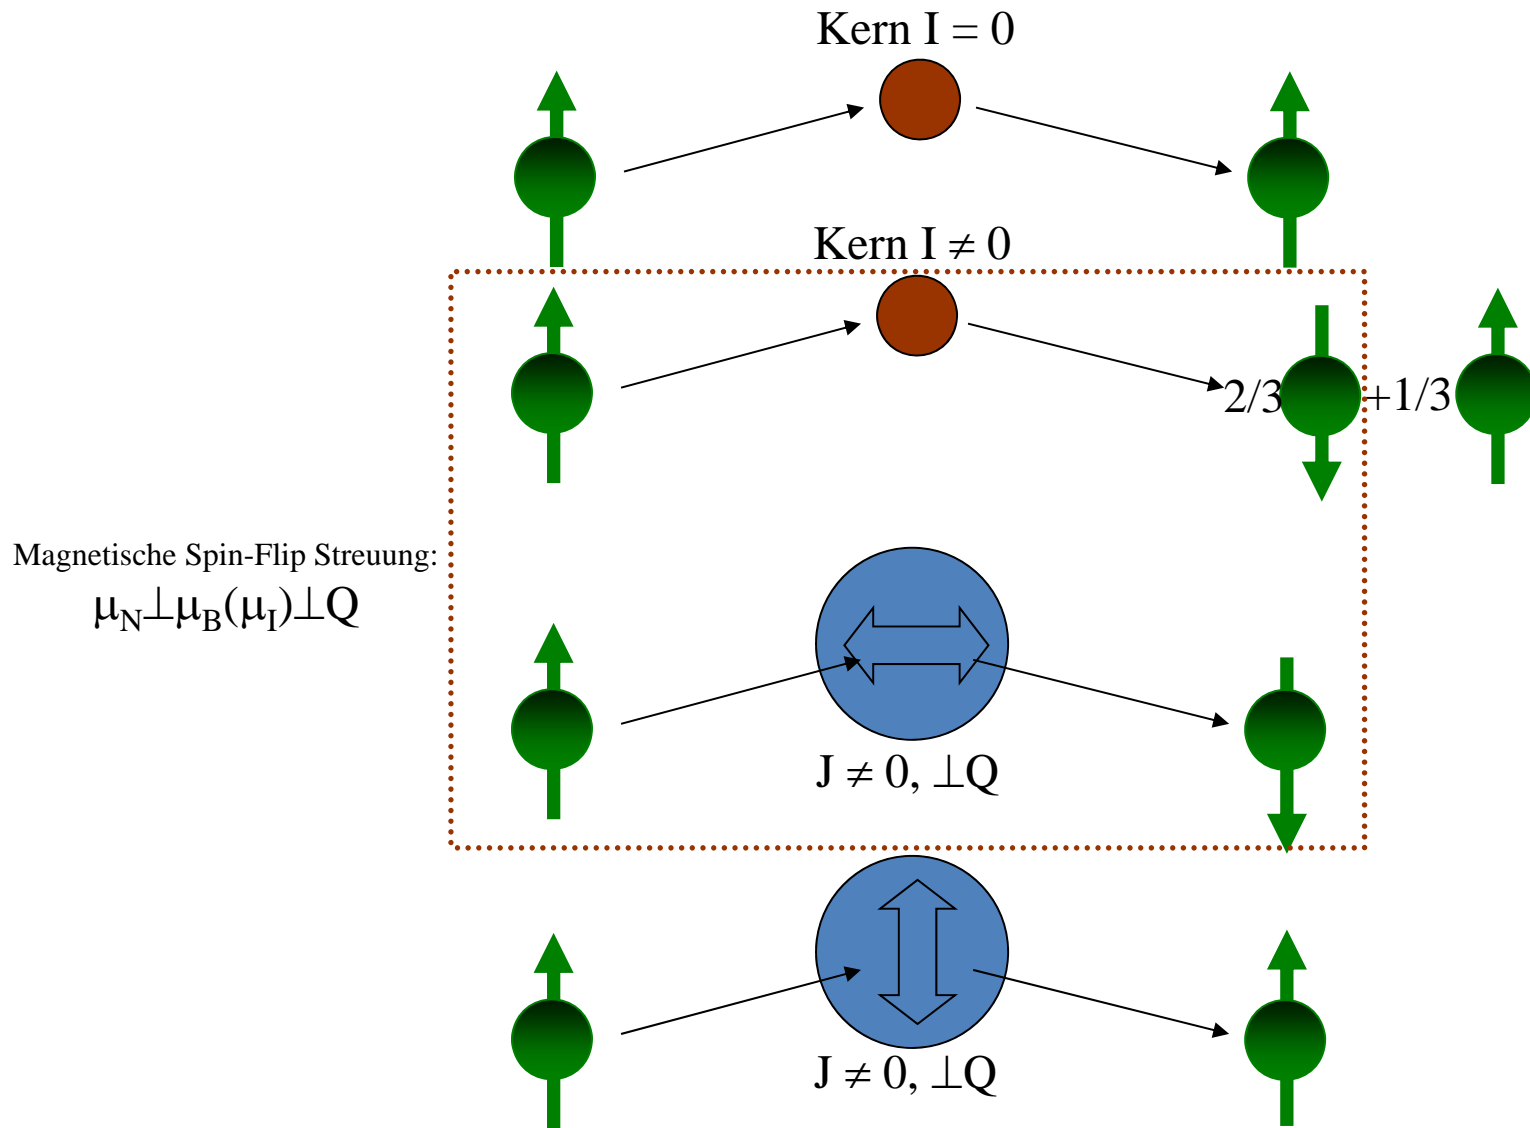 Kern I = 0
Kern I ≠ 0
2/3 +1/3
Magnetische Spin-Flip Streuung:
μN⊥μB(μI)⊥Q
J ≠ 0, ⊥Q
J ≠ 0, ⊥Q